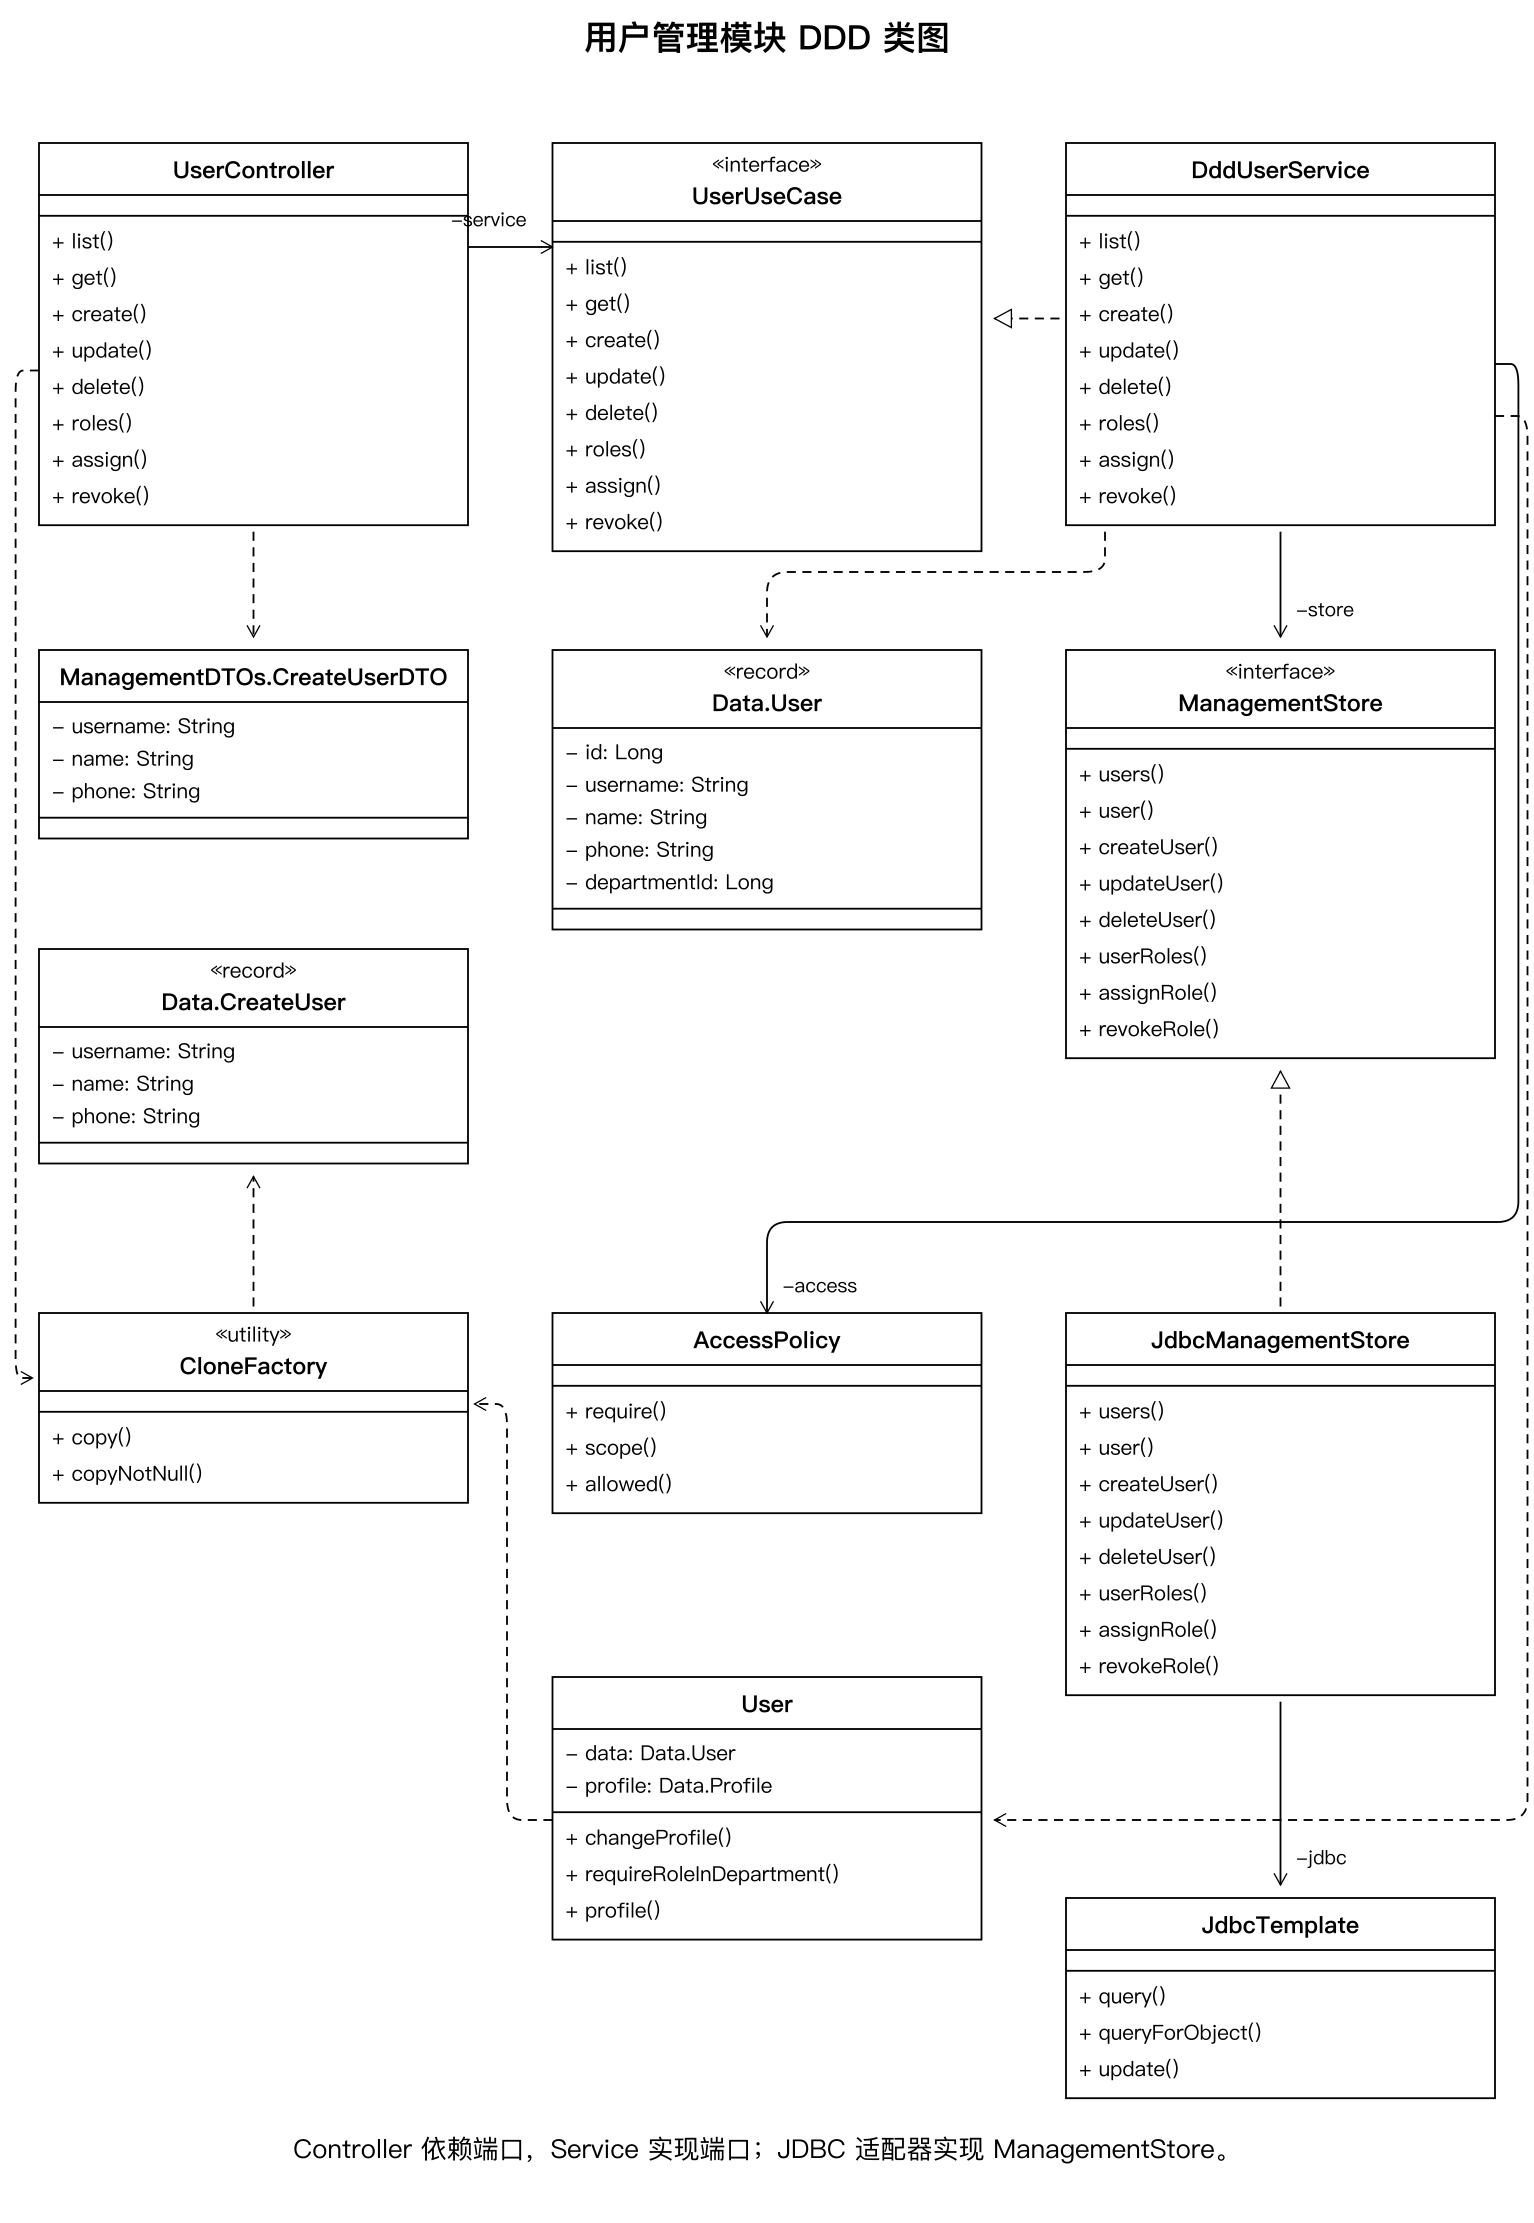 用户管理模块 DDD 类图
UserController
+ list()
+ get()
+ create()
+ update()
+ delete()
+ roles()
+ assign()
+ revoke()
–service
«interface»
UserUseCase
+ list()
+ get()
+ create()
+ update()
+ delete()
+ roles()
+ assign()
+ revoke()
DddUserService
+ list()
+ get()
+ create()
+ update()
+ delete()
+ roles()
+ assign()
+ revoke()
–store
ManagementDTOs.CreateUserDTO
– username: String
– name: String
– phone: String
«record»
Data.User
– id: Long
– username: String
– name: String
– phone: String
– departmentId: Long
«interface»
ManagementStore
+ users()
+ user()
+ createUser()
+ updateUser()
+ deleteUser()
+ userRoles()
+ assignRole()
+ revokeRole()
«record»
Data.CreateUser
– username: String
– name: String
– phone: String
–access
«utility»
CloneFactory
+ copy()
+ copyNotNull()
AccessPolicy
+ require()
+ scope()
+ allowed()
JdbcManagementStore
+ users()
+ user()
+ createUser()
+ updateUser()
+ deleteUser()
+ userRoles()
+ assignRole()
+ revokeRole()
User
– data: Data.User
– profile: Data.Profile
+ changeProfile()
+ requireRoleInDepartment()
+ profile()
–jdbc
JdbcTemplate
+ query()
+ queryForObject()
+ update()
Controller 依赖端口，Service 实现端口；JDBC 适配器实现 ManagementStore。